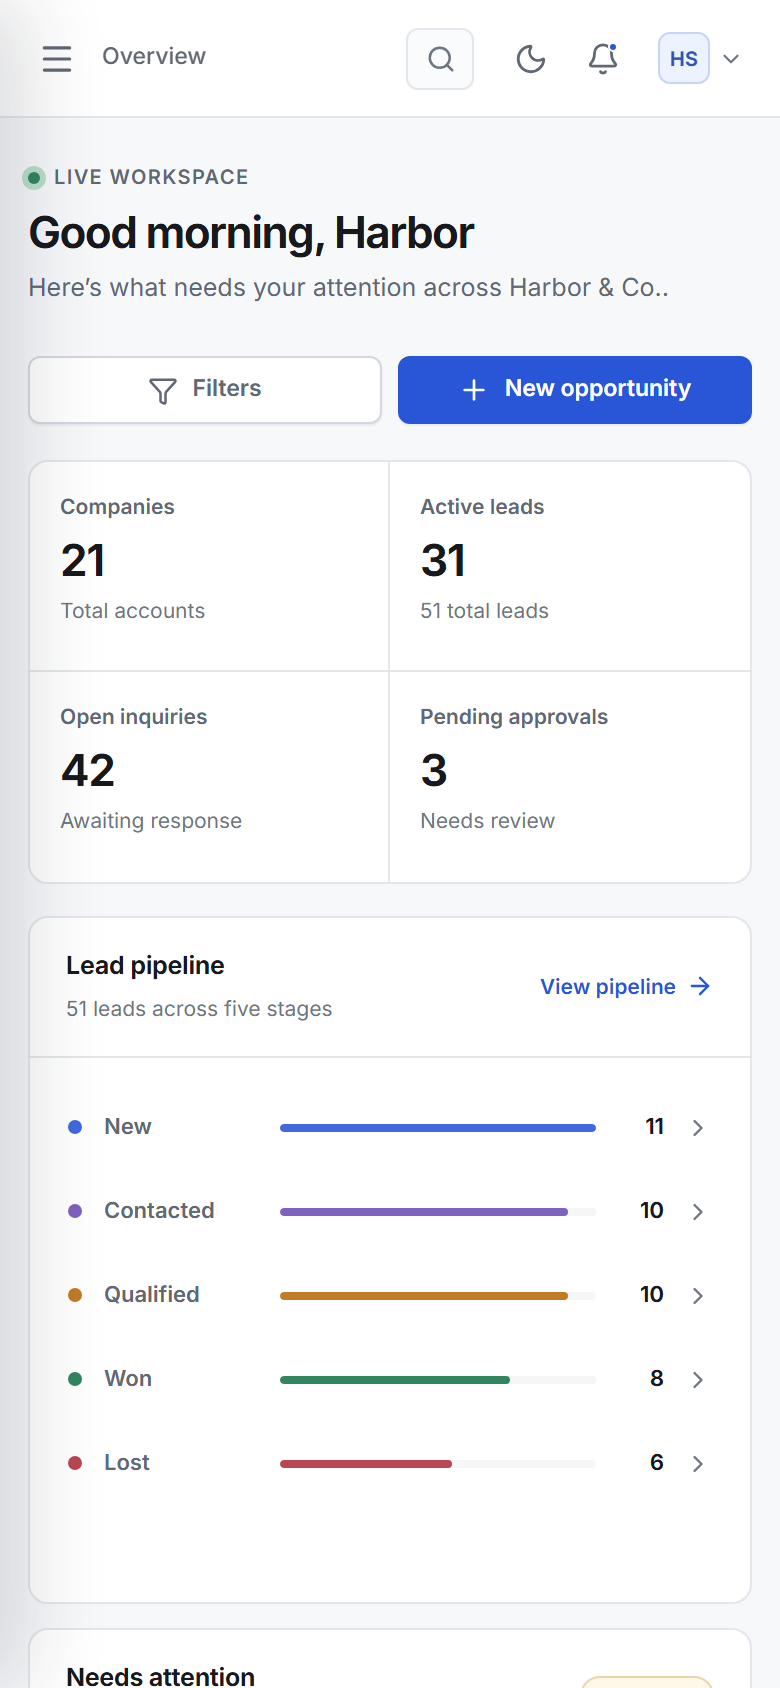 Overview
HS
LIVE WORKSPACE
Good morning, Harbor
Here’s what needs your attention across Harbor & Co..
Filters
New opportunity
Companies
21
Total accounts
Active leads
31
51 total leads
Open inquiries
42
Awaiting response
Pending approvals
3
Needs review
Lead pipeline
51 leads across five stages
View pipeline
New 11
Contacted 10
Qualified 10
Won 8
Lost 6
Needs attention